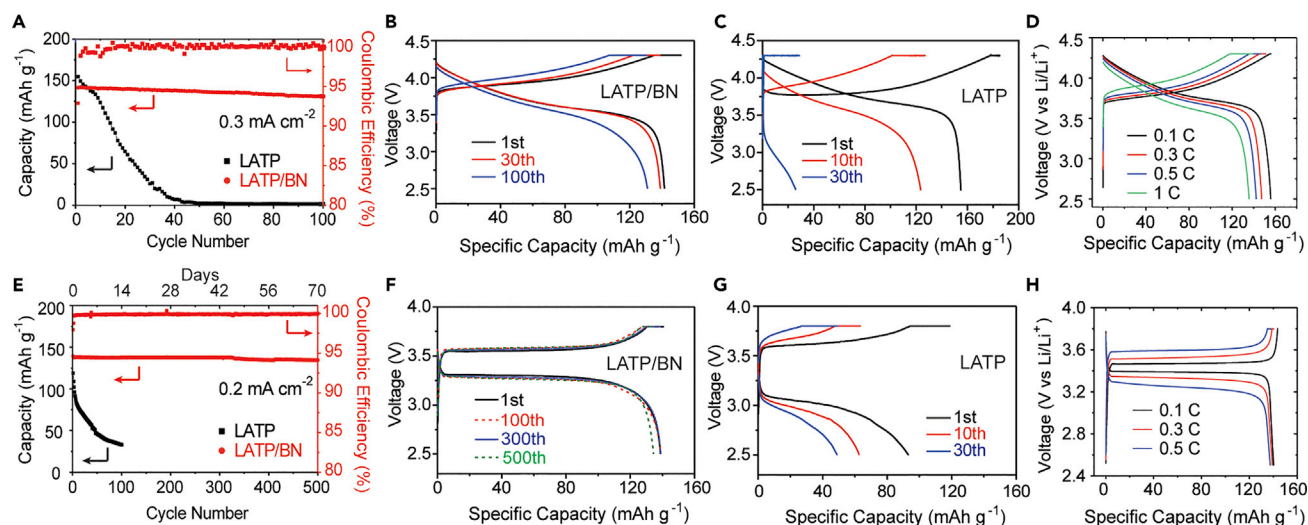 A
Capacity (mAh g⁻¹)
200
150
100
50
0
0 20 40 60 80 100
Cycle Number
100
95
90
85
80
Coulombic Efficiency (%)
0.3 mA cm⁻²
LATP
LATP/BN
B
Voltage (V)
4.5
4.0
3.5
3.0
2.5
0 40 80 120 160
Specific Capacity (mAh g⁻¹)
LATP/BN
1st
30th
100th
C
Voltage (V)
4.5
4.0
3.5
3.0
2.5
0 40 80 120 160 200
Specific Capacity (mAh g⁻¹)
LATP
1st
10th
30th
D
Voltage (V vs Li/Li⁺)
4.5
4.0
3.5
3.0
2.5
0 40 80 120 160
Specific Capacity (mAh g⁻¹)
0.1 C
0.3 C
0.5 C
1 C
E
Days
0 14 28 42 56 70
Capacity (mAh g⁻¹)
200
150
100
50
0
0 100 200 300 400 500
Cycle Number
100
95
90
85
80
Coulombic Efficiency (%)
0.2 mA cm⁻²
LATP
LATP/BN
F
Voltage (V)
4.0
3.6
3.2
2.8
2.4
0 40 80 120 160
Specific Capacity (mAh g⁻¹)
LATP/BN
1st
100th
300th
500th
G
Voltage (V)
4.0
3.5
3.0
2.5
0 40 80 120 160
Specific Capacity (mAh g⁻¹)
LATP
1st
10th
30th
H
Voltage (V vs Li/Li⁺)
4.0
3.6
3.2
2.8
2.4
0 40 80 120 160
Specific Capacity (mAh g⁻¹)
0.1 C
0.3 C
0.5 C